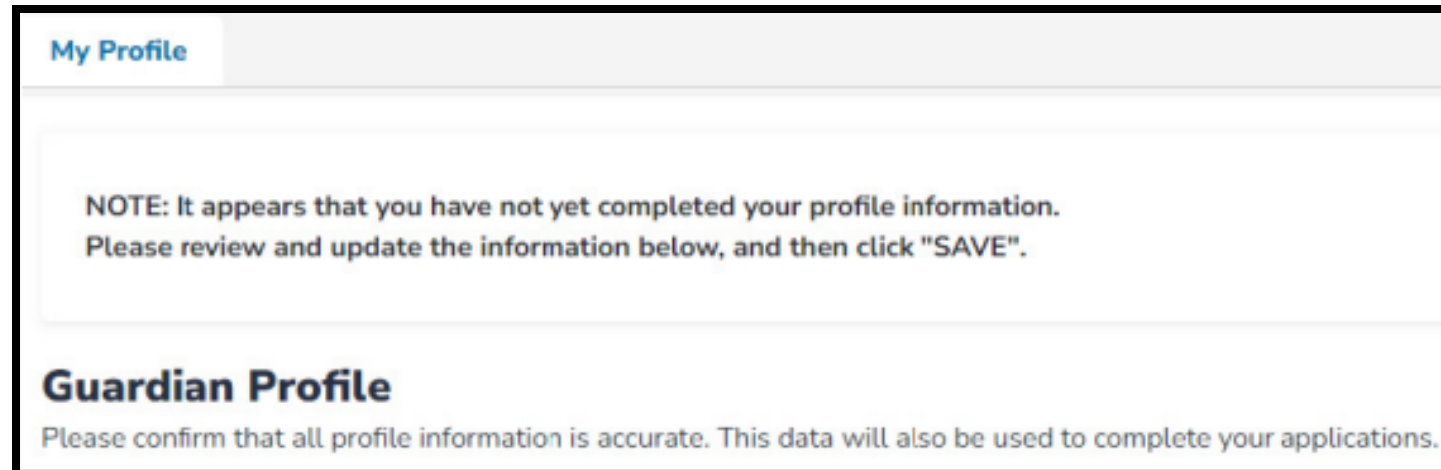 My Profile
NOTE: It appears that you have not yet completed your profile information.
Please review and update the information below, and then click "SAVE".
Guardian Profile
Please confirm that all profile information is accurate. This data will also be used to complete your applications.